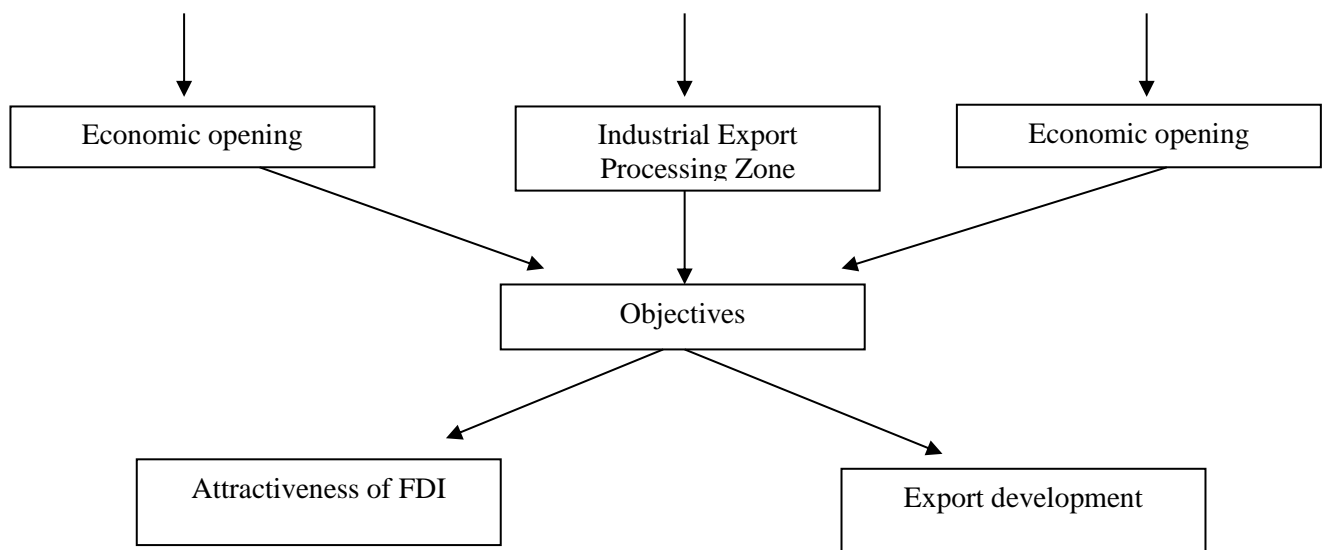 Economic opening
Industrial Export
Processing Zone
Economic opening
Objectives
Attractiveness of FDI
Export development